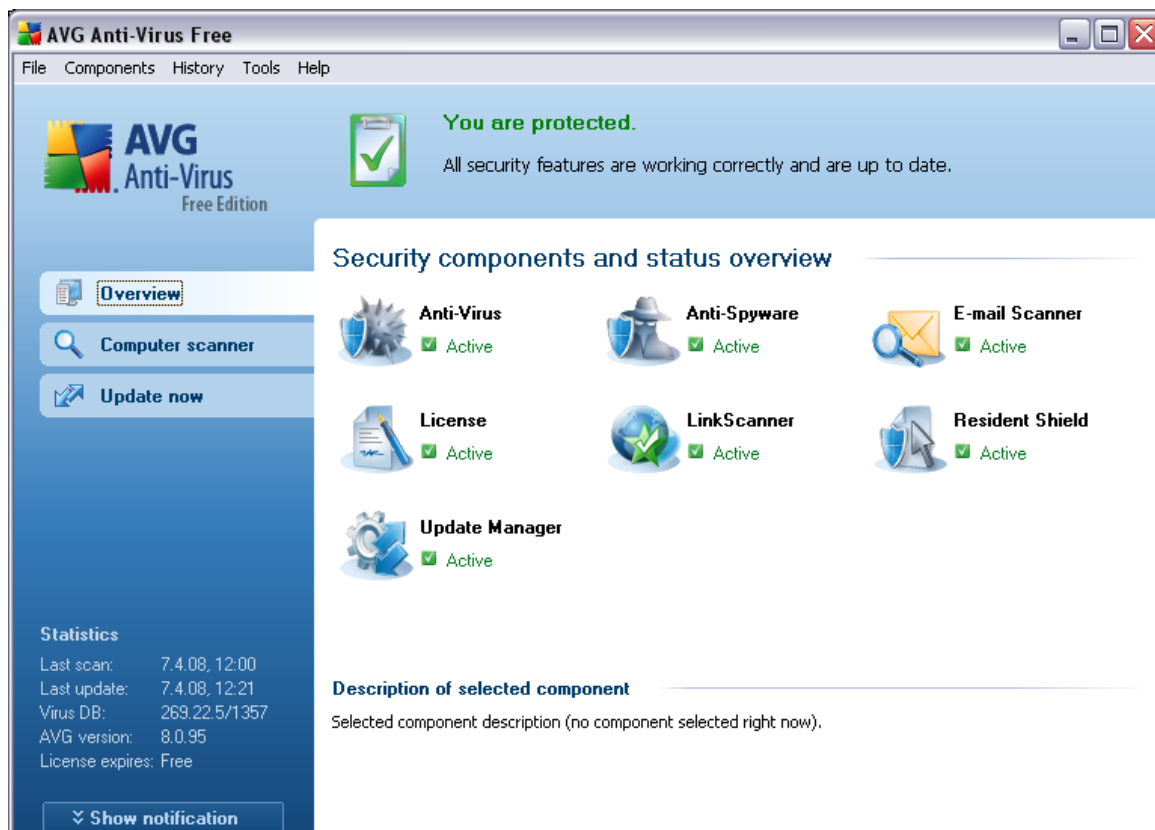 AVG Anti-Virus Free
File Components History Tools Help
AVG
Anti-Virus
Free Edition
You are protected.
All security features are working correctly and are up to date.
Overview
Computer scanner
Update now
Security components and status overview
Anti-Virus
Active
Anti-Spyware
Active
E-mail Scanner
Active
License
Active
LinkScanner
Active
Resident Shield
Active
Update Manager
Active
Statistics
Last scan: 7.4.08, 12:00
Last update: 7.4.08, 12:21
Virus DB: 269.22.5/1357
AVG version: 8.0.95
License expires: Free
Show notification
Description of selected component
Selected component description (no component selected right now).